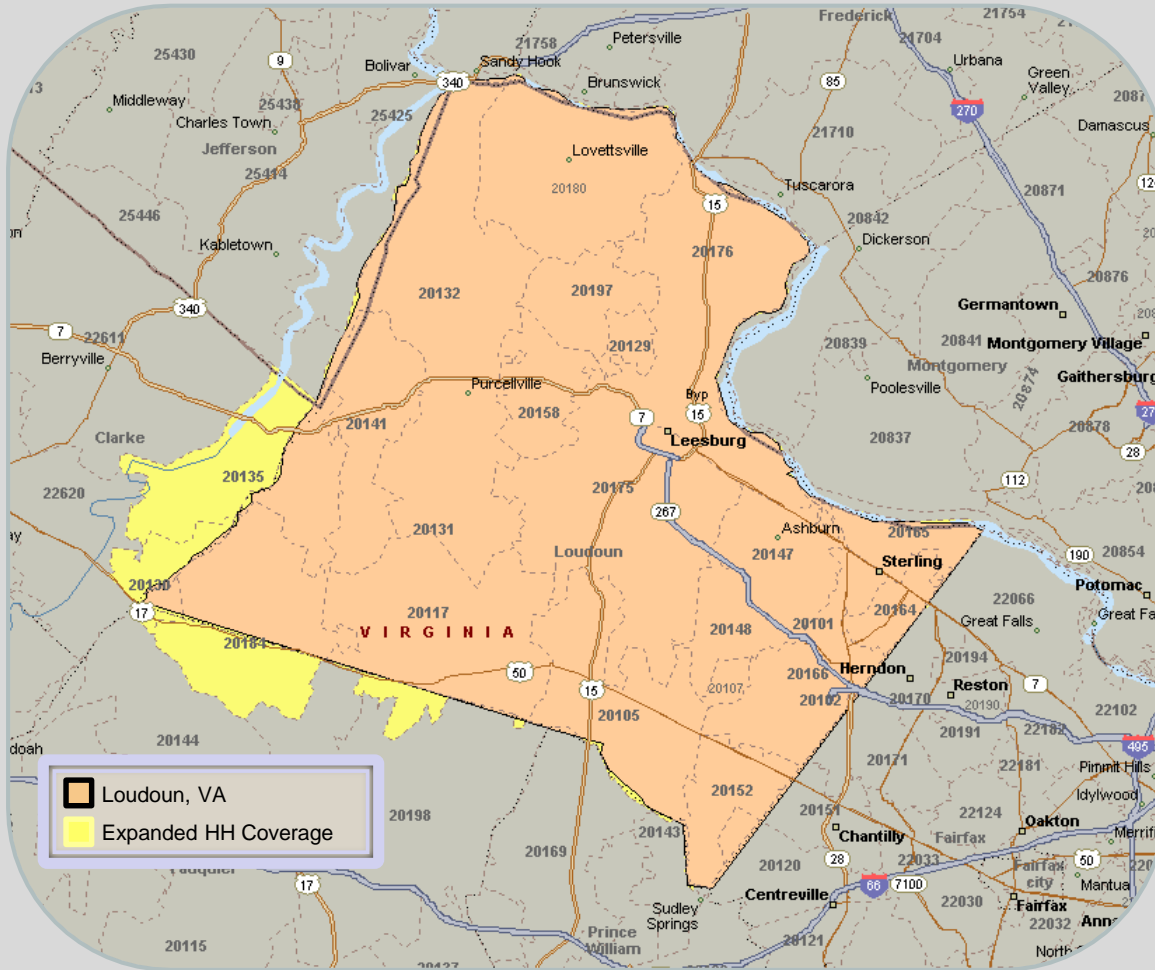 Frederick
21754
21758
Petersville
21704
25430
9
Sandy Hook
Urbana
Bolivar
340
Brunswick
85
Green
Valley
Middleway
25438
270
Charles Town
25425
Damascus
Jefferson
21710
25414
Lovettsville
20180
Tuscarora
20871
25446
15
20842
Kabletown
20176
Dickerson
20876
20132
20197
Germantown
340
7
22611
20129
20839
20841
Montgomery Village
Berryville
Montgomery
Purcellville
Poolesville
20874
Gaithersburg
Byp
20158
7
15
20141
Clarke
Leesburg
20837
20878
28
20135
112
22620
20175
267
20131
Ashburn
20165
Loudoun
20147
190
20854
Sterling
20130
Potomac
17
20117
20164
22066
Great Falls
VIRGINIA
20148
20101
20184
50
20166
Herndon
20194
7
15
20107
Reston
20102
20170
20190
20105
22102
20191
22182
495
20144
20171
22181
Pimmit Hills
Loudoun, VA
20152
Idylwood
Expanded HH Coverage
20198
20151
22124
Oakton
20143
Chantilly
Fairfax
20169
28
22033
50
20120
Fairfax
city
66
7100
Mantua
17
Centreville
22030
Fairfax
Sudley
Springs
22032
Prince
William
20115
20121
20137